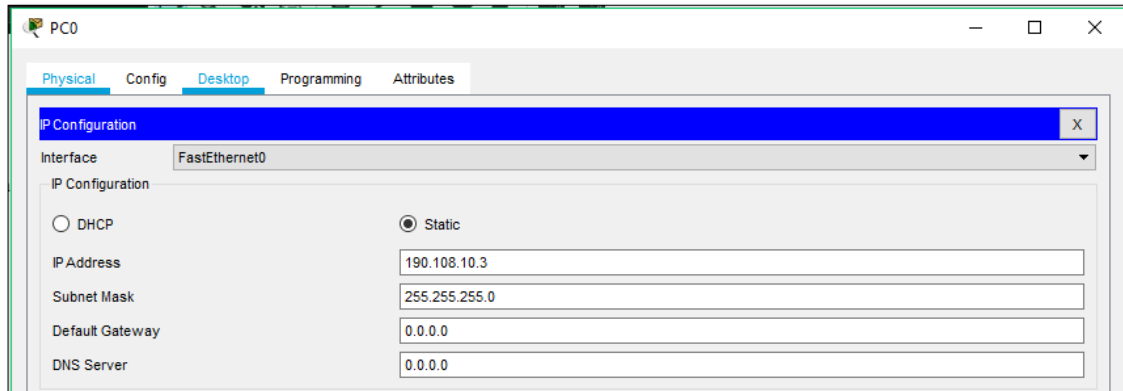 PC0
Physical Config Desktop Programming Attributes
IP Configuration X
Interface FastEthernet0
IP Configuration
DHCP Static
IP Address 190.108.10.3
Subnet Mask 255.255.255.0
Default Gateway 0.0.0.0
DNS Server 0.0.0.0